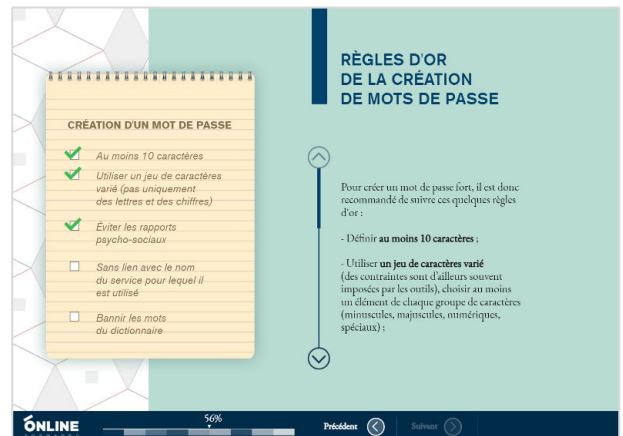 CRÉATION D'UN MOT DE PASSE
Au moins 10 caractères
Utiliser un jeu de caractères
varié (pas uniquement
des lettres et des chiffres)
Éviter les rapports
psycho-sociaux
Sans lien avec le nom
du service pour lequel il
est utilisé
Bannir les mots
du dictionnaire
RÈGLES D'OR
DE LA CRÉATION
DE MOTS DE PASSE
Pour créer un mot de passe fort, il est donc
recommandé de suivre ces quelques règles
d'or :
- Définir au moins 10 caractères ;
- Utiliser un jeu de caractères varié
(des contraintes sont d'ailleurs souvent
imposées par les outils), choisir au moins
un élément de chaque groupe de caractères
(minuscules, majuscules, numériques,
spéciaux) ;
ONLINE
56%
Précédent
Suivant